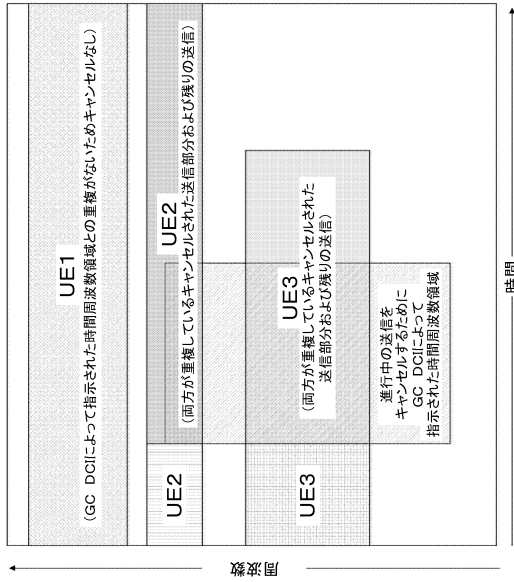 UE1
(GC DCIによって指示された時間周波数領域との重複がないためキャンセルなし)
UE2
UE2
(両方が重複しているキャンセルされた送信部分および残りの送信)
UE3
UE3
(両方が重複しているキャンセルされた
送信部分および残りの送信)
進行中の送信を
キャンセルするために
GC DCIによって
指示された時間周波数領域
周波数
時間